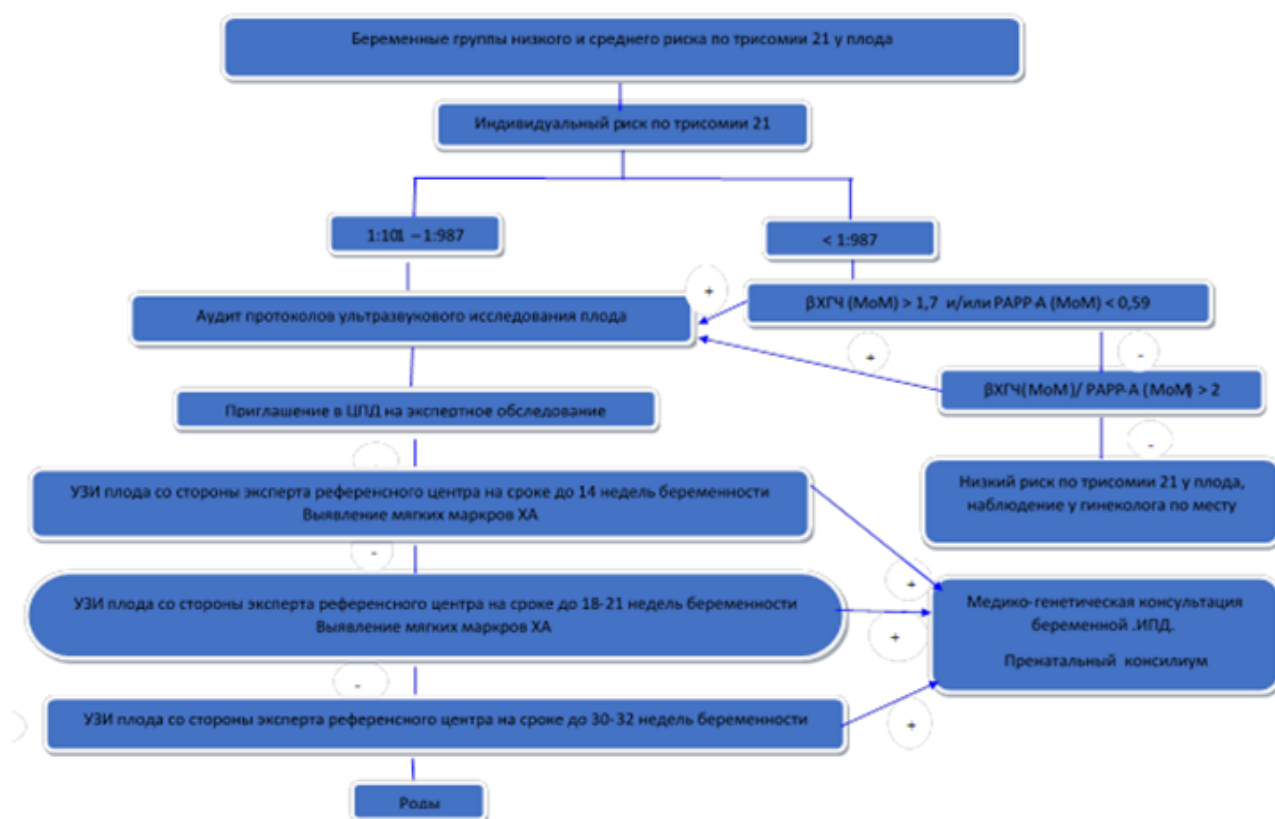 Беременные группы низкого и среднего риска по трисомии 21 у плода
Индивидуальный риск по трисомии 21
1:101 – 1:987
< 1:987
+
βХГЧ (МоМ) > 1,7 и/или PAPP-A (МоМ) < 0,59
Аудит протоколов ультразвукового исследования плода
+
-
βХГЧ(МоМ)/ PAPP-A (МоМ) > 2
Приглашение в ЦПД на экспертное обследование
-
-
УЗИ плода со стороны эксперта референсного центра на сроке до 14 недель беременности
Выявление мягких маркров ХА
Низкий риск по трисомии 21 у плода,
наблюдение у гинеколога по месту
-
+
УЗИ плода со стороны эксперта референсного центра на сроке до 18-21 недель беременности
Выявление мягких маркров ХА
+
Медико-генетическая консультация
беременной .ИПД.
Пренатальный консилиум
-
УЗИ плода со стороны эксперта референсного центра на сроке до 30-32 недель беременности
+
Роды